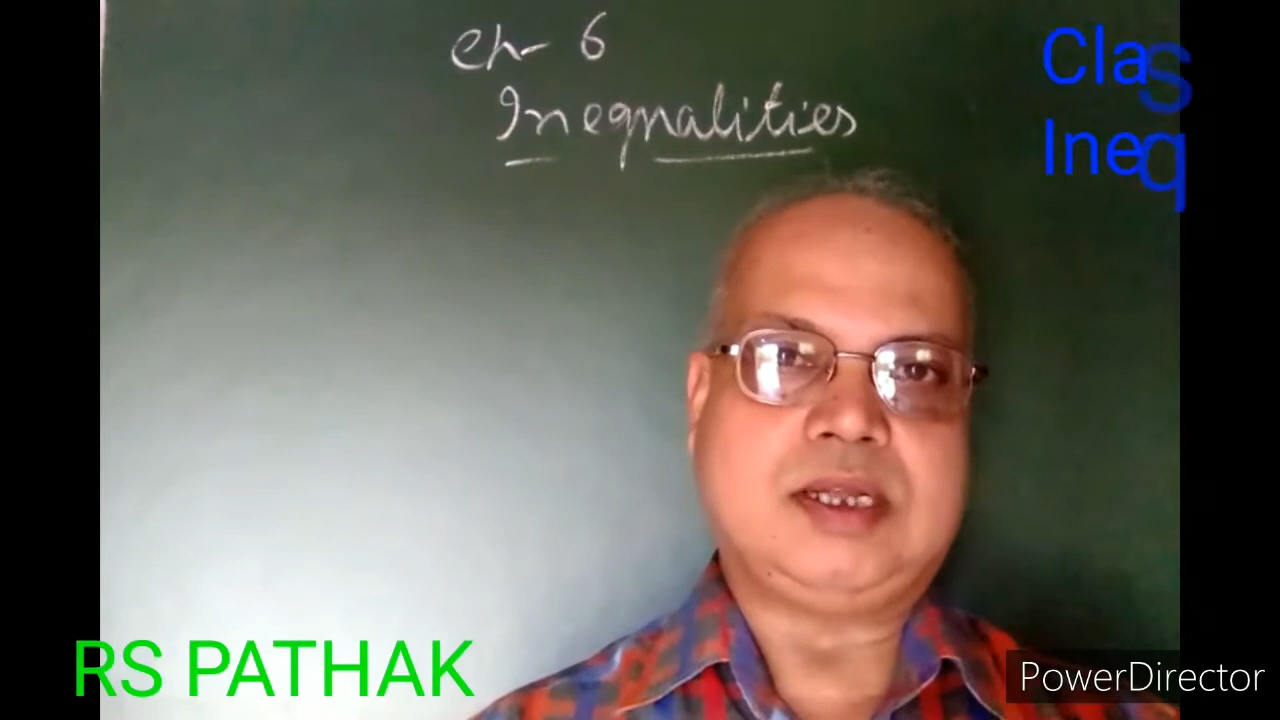 Ch- 6
Inequalities
Clas
Ineq
RS PATHAK
PowerDirector